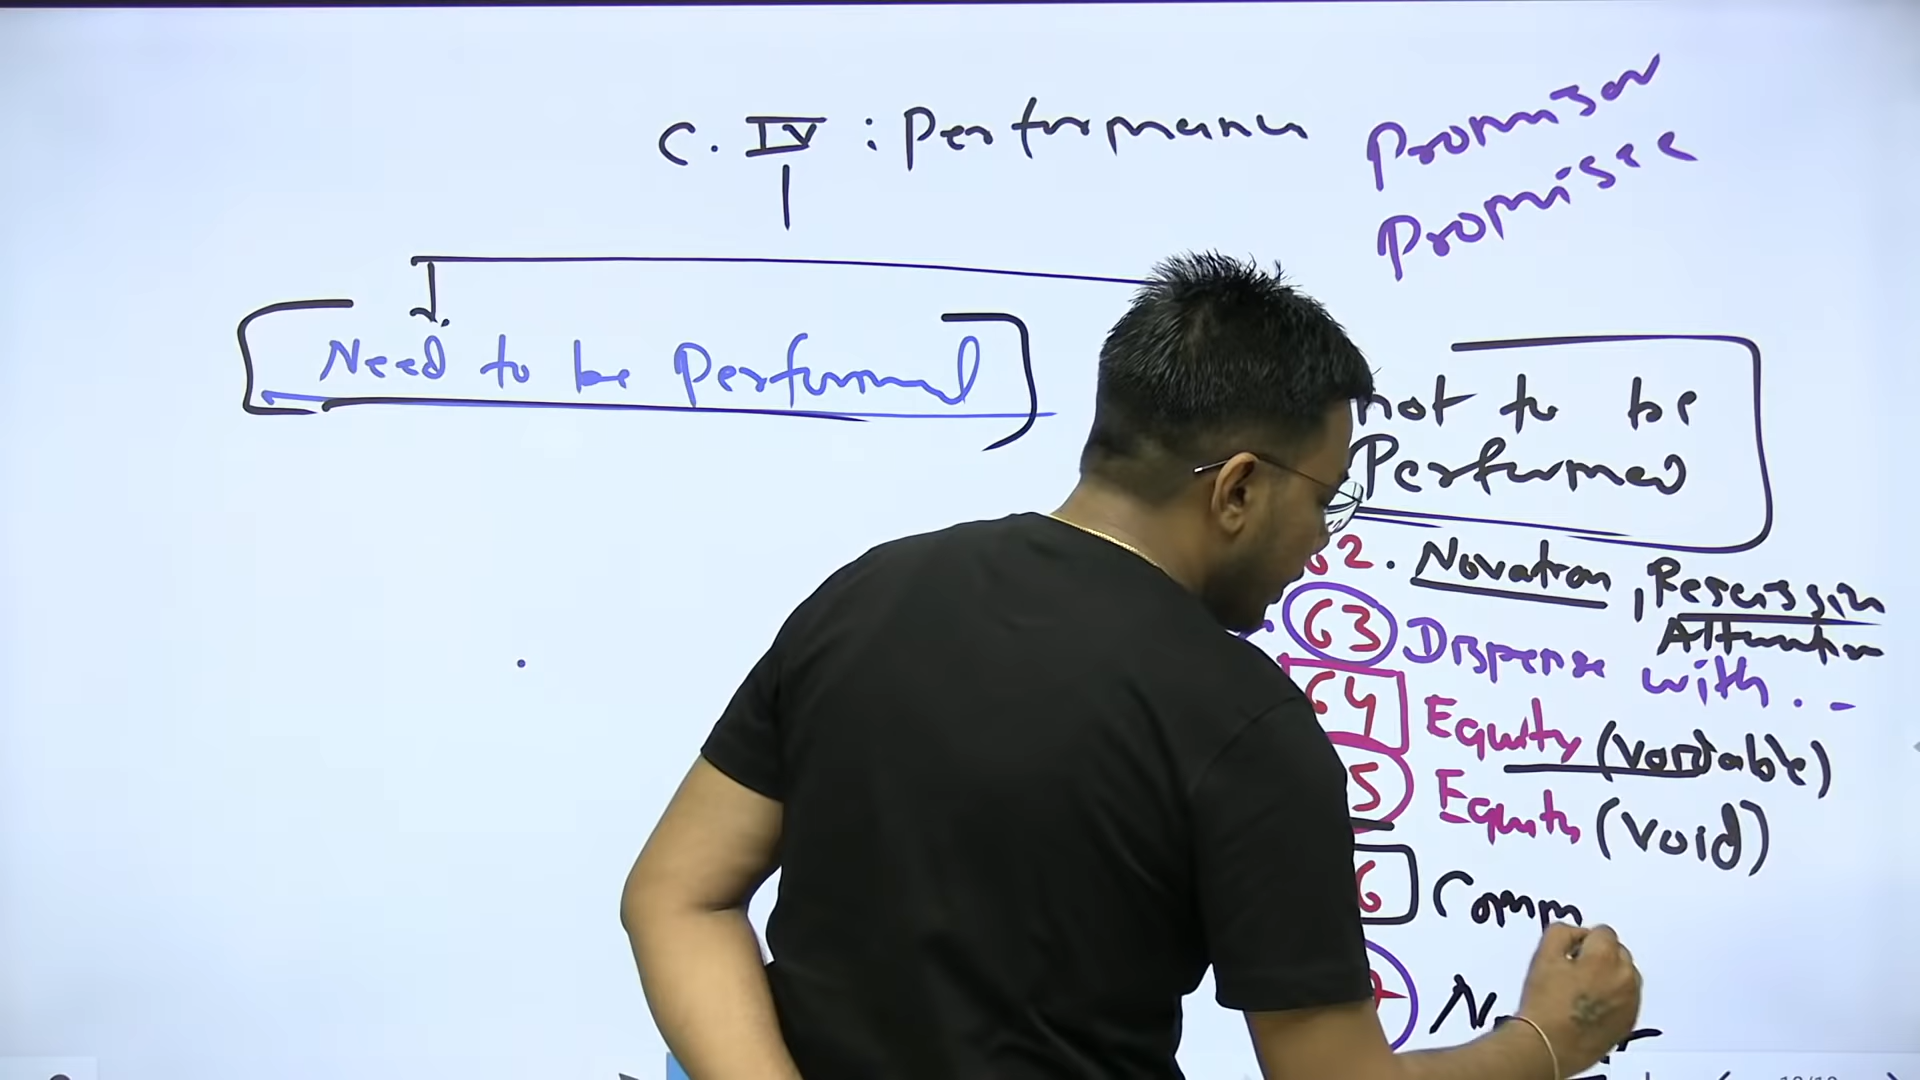 C. IV : Performance
Promisor
Promisee
Need to be Performed
not to be
Performed
62. Novation, Rescission
Alteration
63 Dispense with . -
64 Equity (voidable)
5 Equity (void)
6 Comm